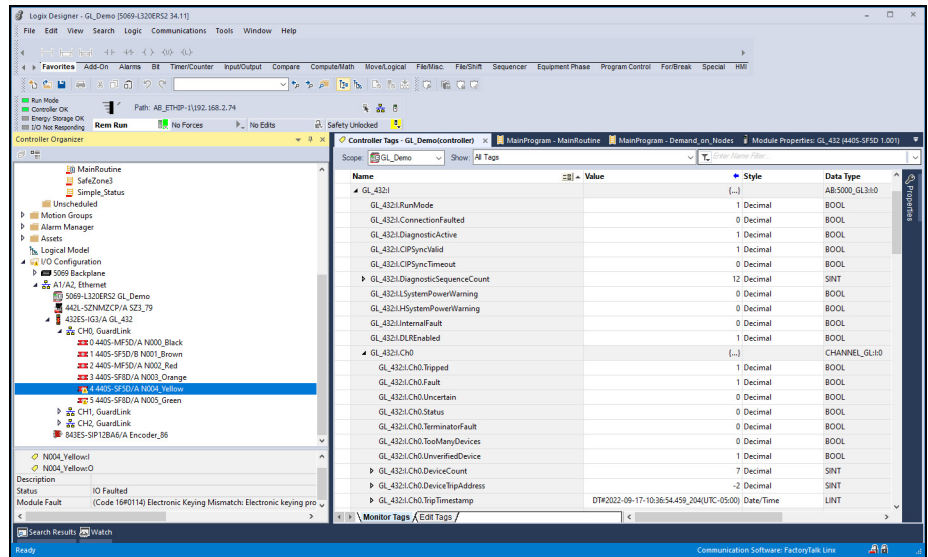 Logix Designer - GL_Demo [5069-L320ERS2 34.11]
File Edit View Search Logic Communications Tools Window Help
Favorites Add-On Alarms Bit Timer/Counter Input/Output Compare Compute/Math Move/Logical File/Misc. File/Shift Sequencer Equipment Phase Program Control For/Break Special HMI
Run Mode
Controller OK
Energy Storage OK
I/O Not Responding
Path: AB_ETHIP-1\192.168.2.74
Rem Run No Forces No Edits Safety Unlocked
Controller Organizer
MainRoutine
SafeZone3
Simple_Status
Unscheduled
Motion Groups
Alarm Manager
Assets
Logical Model
I/O Configuration
5069 Backplane
A1/A2, Ethernet
5069-L320ERS2 GL_Demo
442L-SZNMZCP/A SZ3_79
432ES-IG3/A GL_432
CH0, GuardLink
0 440S-MF5D/A N000_Black
1 440S-SF5D/B N001_Brown
2 440S-MF5D/A N002_Red
3 440S-SF8D/A N003_Orange
4 440S-SF5D/A N004_Yellow
5 440S-SF8D/A N005_Green
CH1, GuardLink
CH2, GuardLink
843ES-SIP12BA6/A Encoder_86
N004_Yellow:I
N004_Yellow:O
Description
Status IO Faulted
Module Fault (Code 16#0114) Electronic Keying Mismatch: Electronic keying pro
Controller Tags - GL_Demo(controller) MainProgram - MainRoutine MainProgram - Demand_on_Nodes Module Properties: GL_432 (440S-SF5D 1.001)
Scope: GL_Demo Show: All Tags Enter Name Filter...
Name Value Style Data Type
GL_432:I {...} AB:5000_GL3:I:0
GL_432:I.RunMode 1 Decimal BOOL
GL_432:I.ConnectionFaulted 0 Decimal BOOL
GL_432:I.DiagnosticActive 1 Decimal BOOL
GL_432:I.CIPSyncValid 1 Decimal BOOL
GL_432:I.CIPSyncTimeout 0 Decimal BOOL
GL_432:I.DiagnosticSequenceCount 12 Decimal SINT
GL_432:I.LSystemPowerWarning 0 Decimal BOOL
GL_432:I.HSystemPowerWarning 0 Decimal BOOL
GL_432:I.InternalFault 0 Decimal BOOL
GL_432:I.DLREnabled 1 Decimal BOOL
GL_432:I.Ch0 {...} CHANNEL_GL:I:0
GL_432:I.Ch0.Tripped 1 Decimal BOOL
GL_432:I.Ch0.Fault 1 Decimal BOOL
GL_432:I.Ch0.Uncertain 0 Decimal BOOL
GL_432:I.Ch0.Status 0 Decimal BOOL
GL_432:I.Ch0.TerminatorFault 0 Decimal BOOL
GL_432:I.Ch0.TooManyDevices 0 Decimal BOOL
GL_432:I.Ch0.UnverifiedDevice 1 Decimal BOOL
GL_432:I.Ch0.DeviceCount 7 Decimal SINT
GL_432:I.Ch0.DeviceTripAddress -2 Decimal SINT
GL_432:I.Ch0.TripTimestamp DT#2022-09-17-10:36:54.459_204(UTC-05:00) Date/Time LINT
Monitor Tags Edit Tags
Properties
Search Results Watch
Ready Communication Software: FactoryTalk Linx